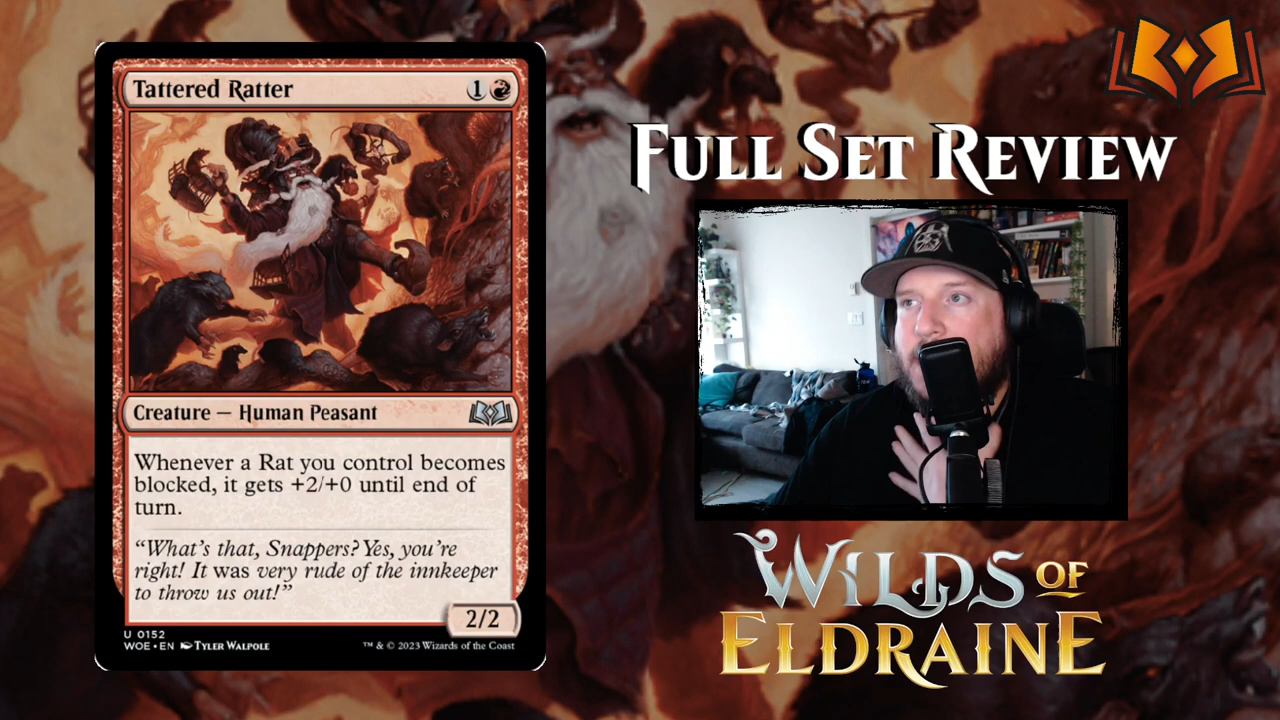 Tattered Ratter
1
Creature — Human Peasant
Whenever a Rat you control becomes
blocked, it gets +2/+0 until end of
turn.
“What’s that, Snappers? Yes, you’re
right! It was very rude of the innkeeper
to throw us out!”
2/2
U 0152
WOE • EN Tyler Walpole
™ & © 2023 Wizards of the Coast
Full Set Review
Wilds of
Eldraine